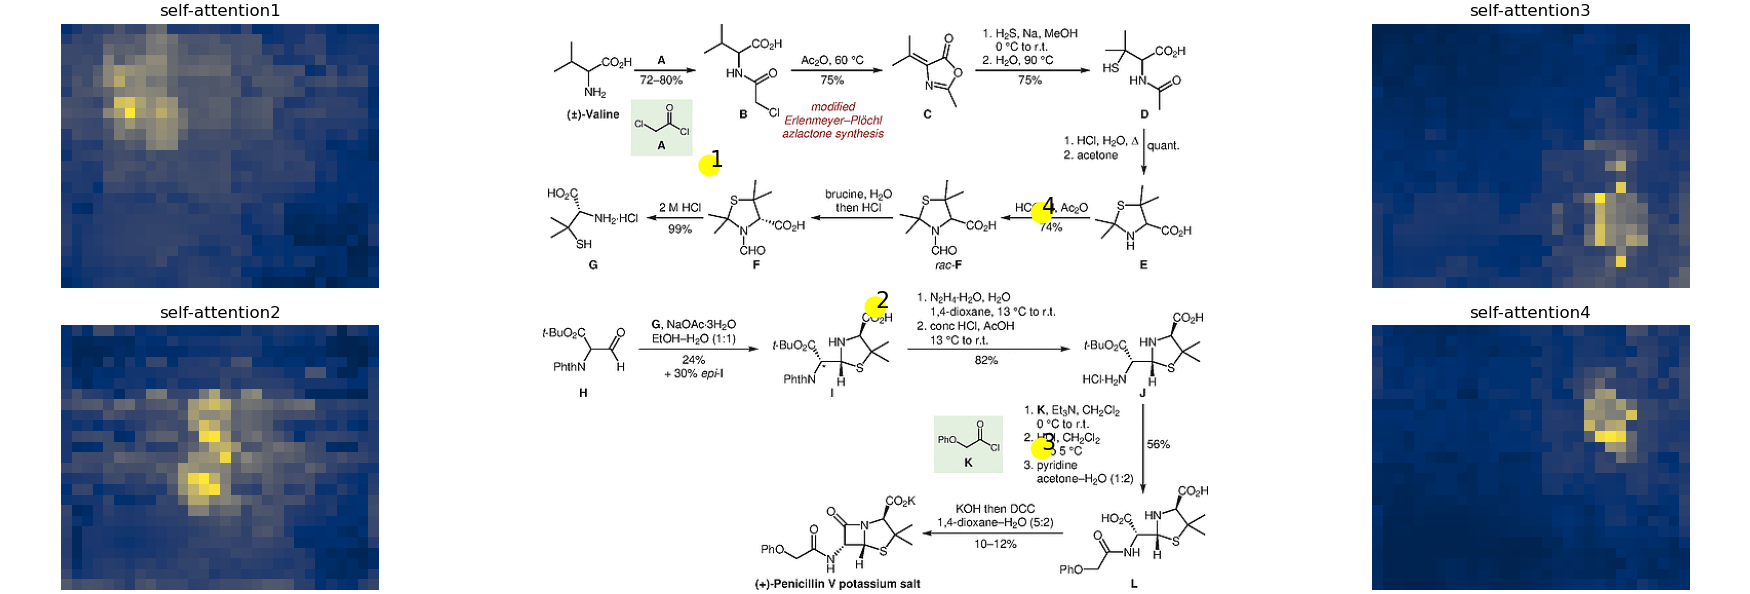 self-attention1
self-attention2
self-attention3
self-attention4
CO₂H
NH₂
(±)-Valine
A
72–80%
Cl
O
Cl
A
CO₂H
HN
O
Cl
B
Ac₂O, 60 °C
75%
modified
Erlenmeyer–Plöchl
azlactone synthesis
O
O
N
C
1. H₂S, Na, MeOH
0 °C to r.t.
2. H₂O, 90 °C
75%
CO₂H
HS
HN
O
D
1. HCl, H₂O, Δ
2. acetone
quant.
1
HO₂C
NH₂·HCl
SH
G
2 M HCl
99%
S
N
CO₂H
CHO
F
brucine, H₂O
then HCl
S
N
CO₂H
CHO
rac-F
4
, Ac₂O
74%
S
N
H
CO₂H
E
t-BuO₂C
O
PhthN
H
H
G, NaOAc·3H₂O
EtOH–H₂O (1:1)
24%
+ 30% epi-I
2
CO₂H
HN
t-BuO₂C
PhthN
S
H
I
1. N₂H₄·H₂O, H₂O
1,4-dioxane, 13 °C to r.t.
2. conc HCl, AcOH
13 °C to r.t.
82%
CO₂H
t-BuO₂C
HN
HCl·H₂N
S
H
J
PhO
O
Cl
K
1. K, Et₃N, CH₂Cl₂
0 °C to r.t.
2. , CH₂Cl₂
3
5 °C
3. pyridine
acetone–H₂O (1:2)
56%
CO₂H
HO₂C
HN
O
NH
S
H
PhO
L
KOH then DCC
1,4-dioxane–H₂O (5:2)
10–12%
CO₂K
O
N
O
S
PhO
N
H
H
(+)-Penicillin V potassium salt